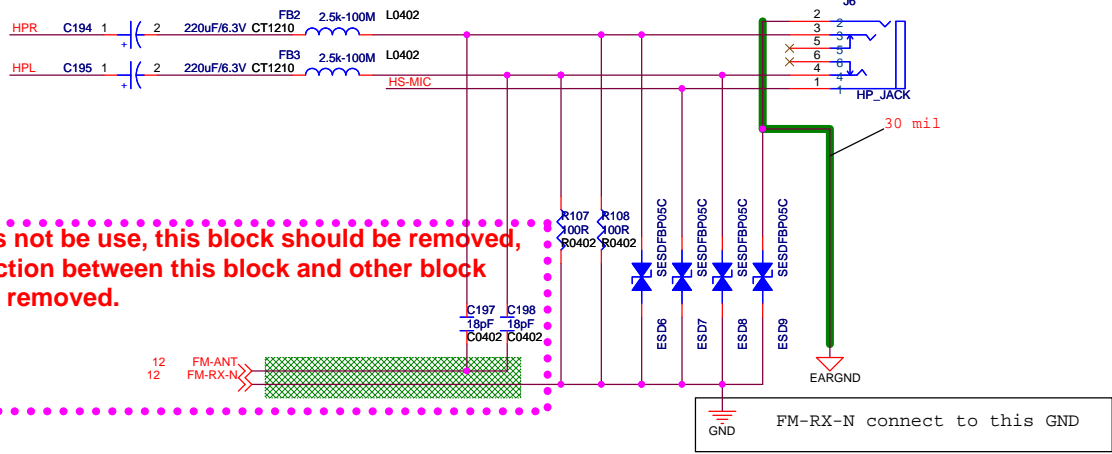 J6
HPR C194 1 2 220uF/6.3V CT1210 FB2 2.5k-100M L0402
HPL C195 1 2 220uF/6.3V CT1210 FB3 2.5k-100M L0402
HS-MIC
2 2
3 3
5 5
6 6
4 4
1 1
HP_JACK
30 mil
not be use, this block should be removed,
between this block and other block
removed.
R107 100R R0402
R108 100R R0402
SESDFBP05C ESD6
SESDFBP05C ESD7
SESDFBP05C ESD8
SESDFBP05C ESD9
C197 18pF C0402
C198 18pF C0402
12 FM-ANT
12 FM-RX-N
EARGND
GND
FM-RX-N connect to this GND